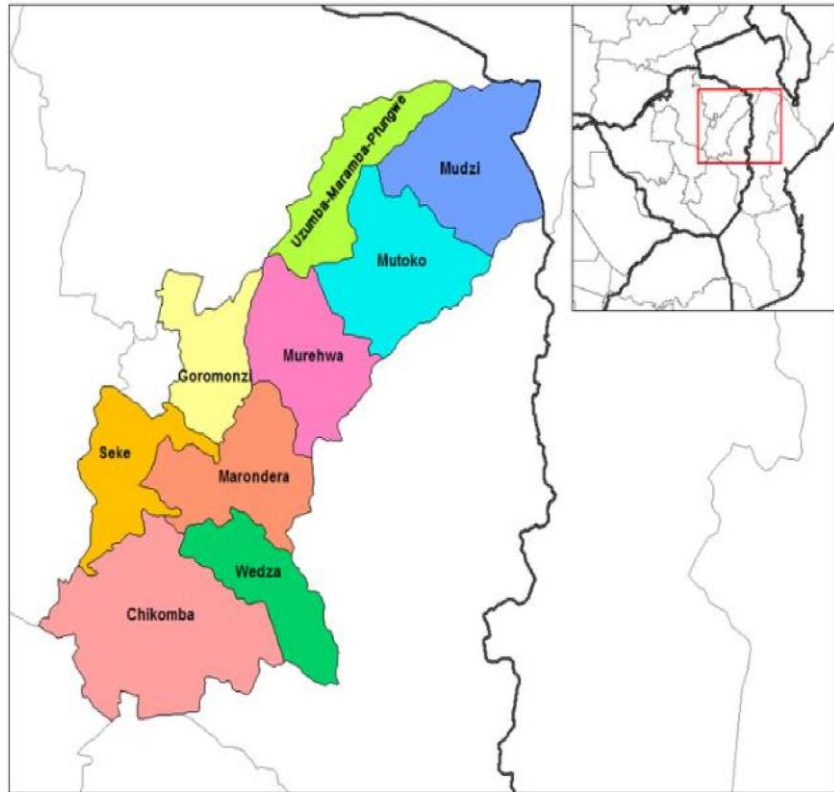 Uzumba-Maramba-Pfungwe
Mudzi
Mutoko
Murehwa
Goromonzi
Seke
Marondera
Wedza
Chikomba